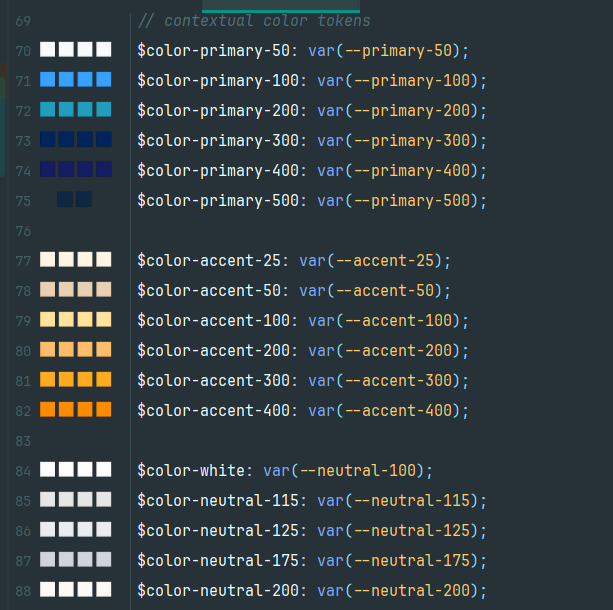 69 // contextual color tokens
70 $color-primary-50: var(--primary-50);
71 $color-primary-100: var(--primary-100);
72 $color-primary-200: var(--primary-200);
73 $color-primary-300: var(--primary-300);
74 $color-primary-400: var(--primary-400);
75 $color-primary-500: var(--primary-500);
76
77 $color-accent-25: var(--accent-25);
78 $color-accent-50: var(--accent-50);
79 $color-accent-100: var(--accent-100);
80 $color-accent-200: var(--accent-200);
81 $color-accent-300: var(--accent-300);
82 $color-accent-400: var(--accent-400);
83
84 $color-white: var(--neutral-100);
85 $color-neutral-115: var(--neutral-115);
86 $color-neutral-125: var(--neutral-125);
87 $color-neutral-175: var(--neutral-175);
88 $color-neutral-200: var(--neutral-200);